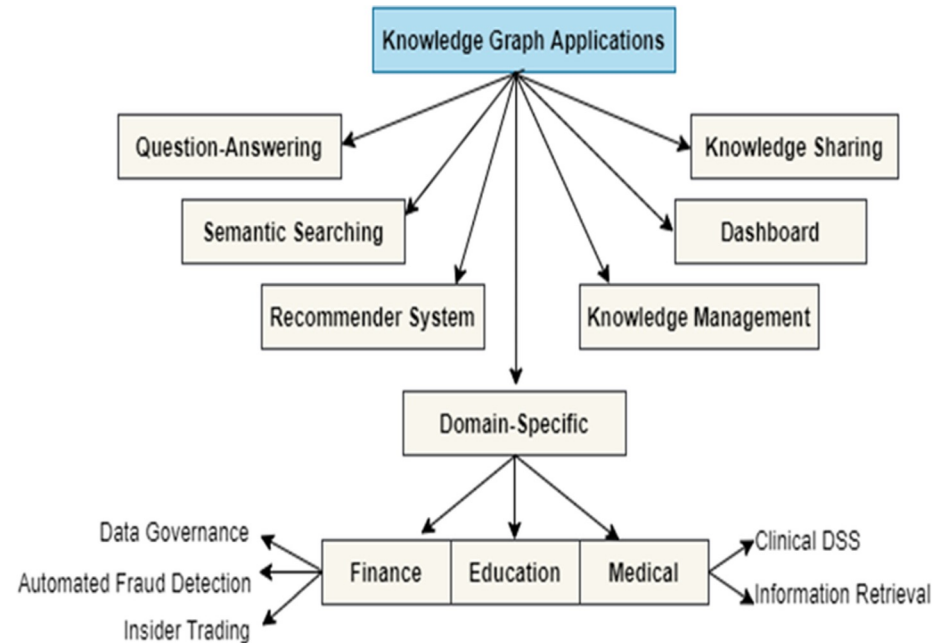 Knowledge Graph Applications
Question-Answering
Knowledge Sharing
Semantic Searching
Dashboard
Recommender System
Knowledge Management
Domain-Specific
Data Governance
Automated Fraud Detection
Insider Trading
Finance
Education
Medical
Clinical DSS
Information Retrieval